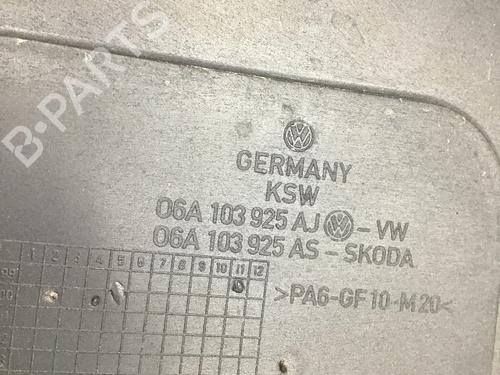 B-PARTS
GERMANY
KSW
06A 103 925 AJ - VW
06A 103 925 AS - SKODA
1 2 3 4 5 6 7 8 9 10 11 12
>PA6-GF10-M20<
99